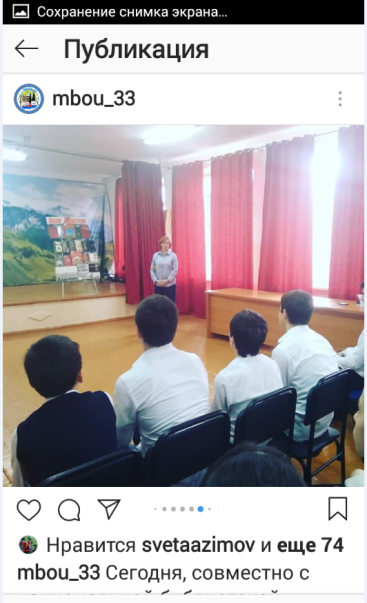 Сохранение снимка экрана...
Публикация
mbou_33
Нравится svetaazimov и еще 74
mbou_33 Сегодня, совместно с